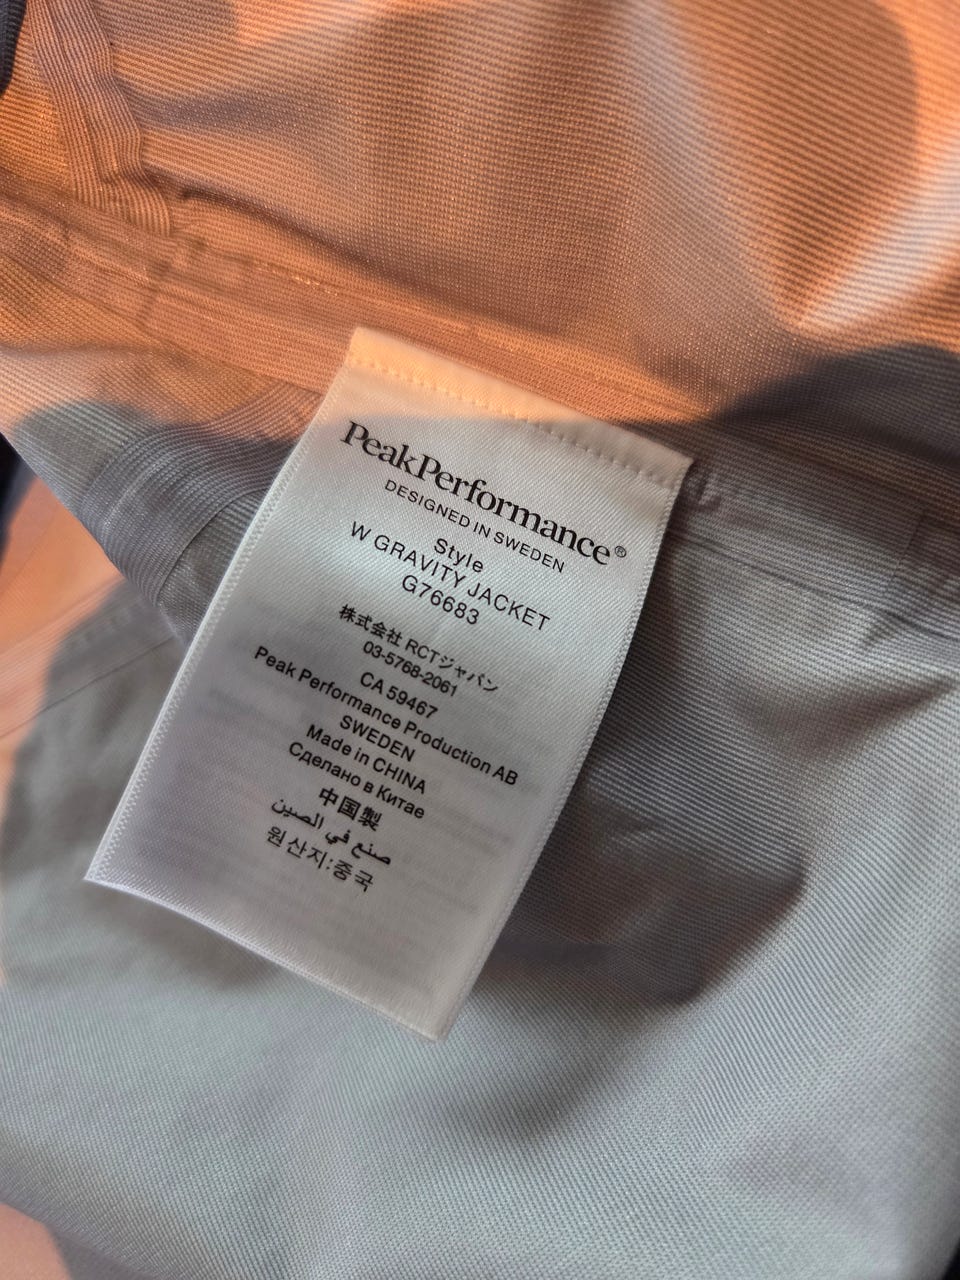 PeakPerformance®
DESIGNED IN SWEDEN
Style
W GRAVITY JACKET
G76683
株式会社 RCTジャパン
03-5768-2061
CA 59467
Peak Performance Production AB
SWEDEN
Made in CHINA
Сделано в Китае
中国製
صنع في الصين
원산지:중국